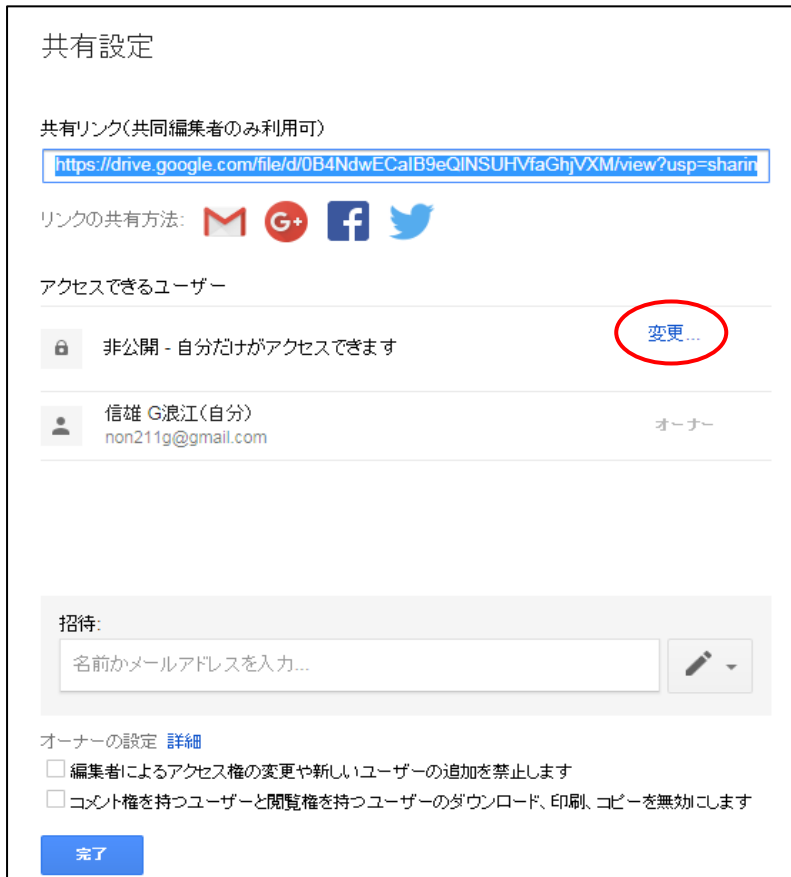 共有設定
共有リンク(共同編集者のみ利用可)
https://drive.google.com/file/d/0B4NdwECaIB9eQlNSUHVfaGhjVXM/view?usp=sharin
リンクの共有方法:
G+
アクセスできるユーザー
非公開 - 自分だけがアクセスできます
変更...
信雄 G浪江(自分)
オーナー
non211g@gmail.com
招待:
名前かメールアドレスを入力...
オーナーの設定 詳細
編集者によるアクセス権の変更や新しいユーザーの追加を禁止します
コメント権を持つユーザーと閲覧権を持つユーザーのダウンロード、印刷、コピーを無効にします
完了